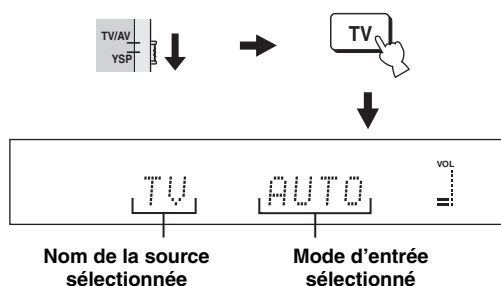 TV/AV
YSP
TV
VOL
TV AUTO
Nom de la source
sélectionnée
Mode d'entrée
sélectionné